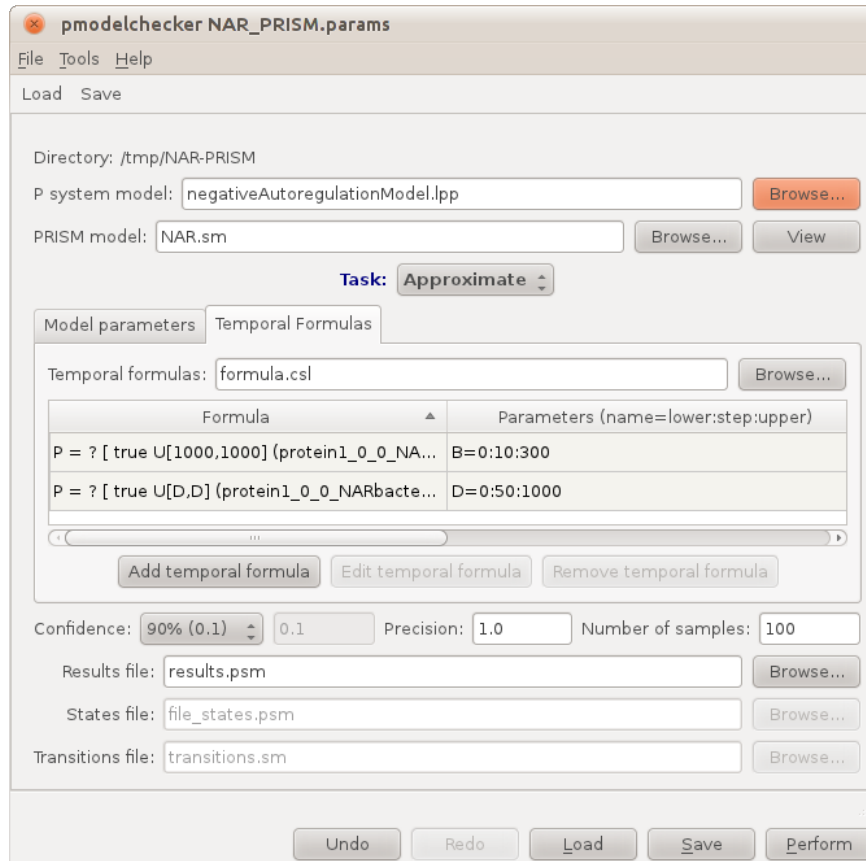 pmodelchecker NAR_PRISM.params
File Tools Help
Load Save
Directory: /tmp/NAR-PRISM
P system model: negativeAutoregulationModel.lpp Browse...
PRISM model: NAR.sm Browse... View
Task: Approximate
Model parameters Temporal Formulas
Temporal formulas: formula.csl Browse...
Formula Parameters (name=lower:step:upper)
P = ? [ true U[1000,1000] (protein1_0_0_NA... B=0:10:300
P = ? [ true U[D,D] (protein1_0_0_NARbacte... D=0:50:1000
Add temporal formula Edit temporal formula Remove temporal formula
Confidence: 90% (0.1) 0.1 Precision: 1.0 Number of samples: 100
Results file: results.psm Browse...
States file: file_states.psm Browse...
Transitions file: transitions.sm Browse...
Undo Redo Load Save Perform